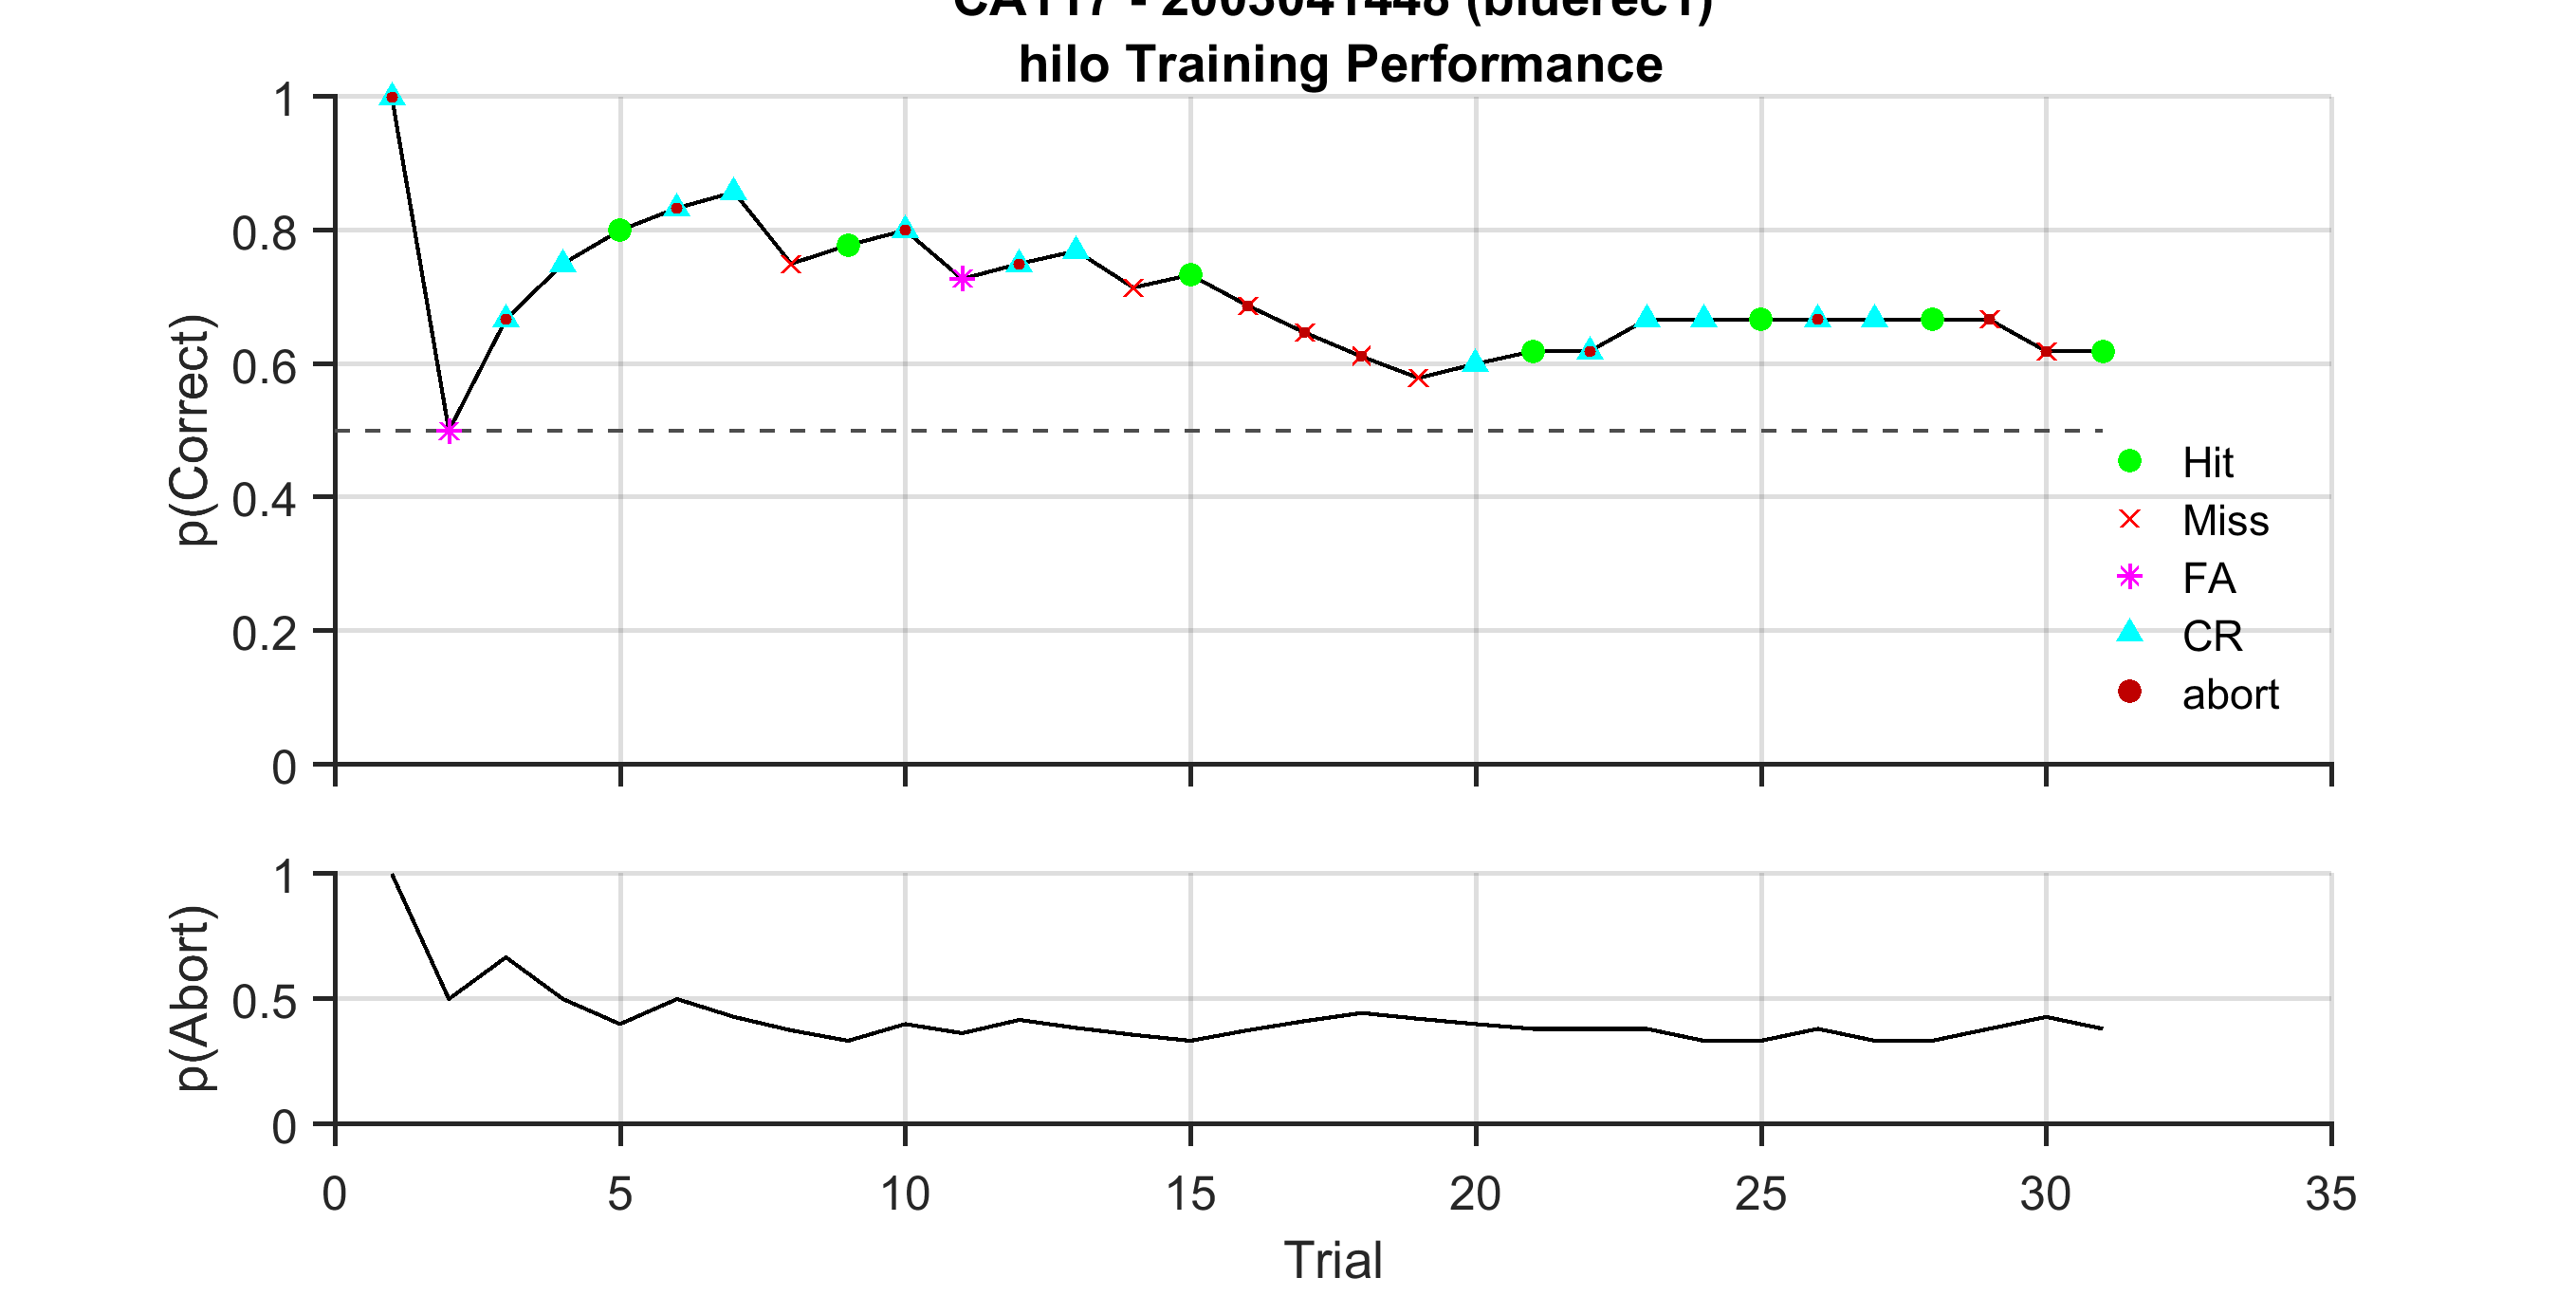 hilo Training Performance
p(Correct)
1
0.8
0.6
0.4
0.2
0
Hit
Miss
FA
CR
abort
p(Abort)
1
0.5
0
0 5 10 15 20 25 30 35
Trial